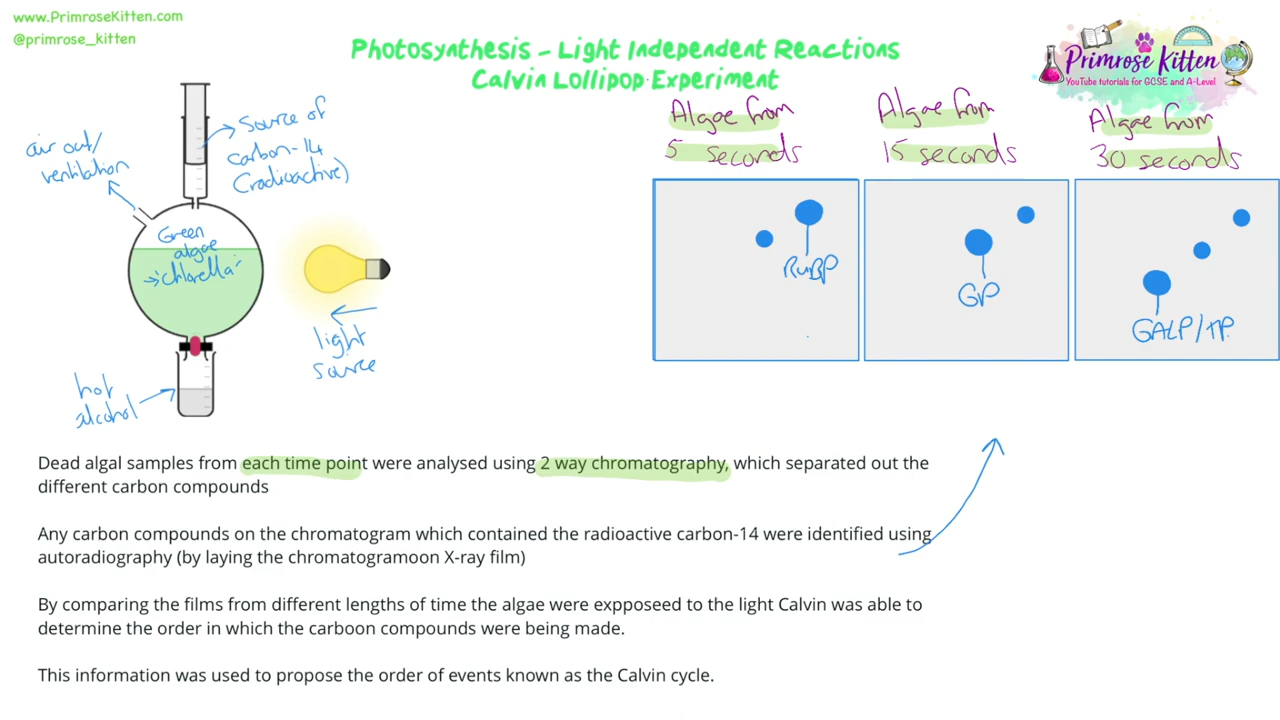 www.PrimroseKitten.com
@primrose_kitten
Photosynthesis - Light Independent Reactions
Calvin Lollipop Experiment
Primrose Kitten
YouTube tutorials for GCSE and A-Level
air out/
ventilation
Source of
carbon-14
(radioactive)
Green
algae
'chlorella'
light
source
hot
alcohol
Algae from
5 seconds
RuBP
Algae from
15 seconds
GP
Algae from
30 seconds
GALP/TP
Dead algal samples from each time point were analysed using 2 way chromatography, which separated out the
different carbon compounds
Any carbon compounds on the chromatogram which contained the radioactive carbon-14 were identified using
autoradiography (by laying the chromatogramoon X-ray film)
By comparing the films from different lengths of time the algae were expposeed to the light Calvin was able to
determine the order in which the carboon compounds were being made.
This information was used to propose the order of events known as the Calvin cycle.